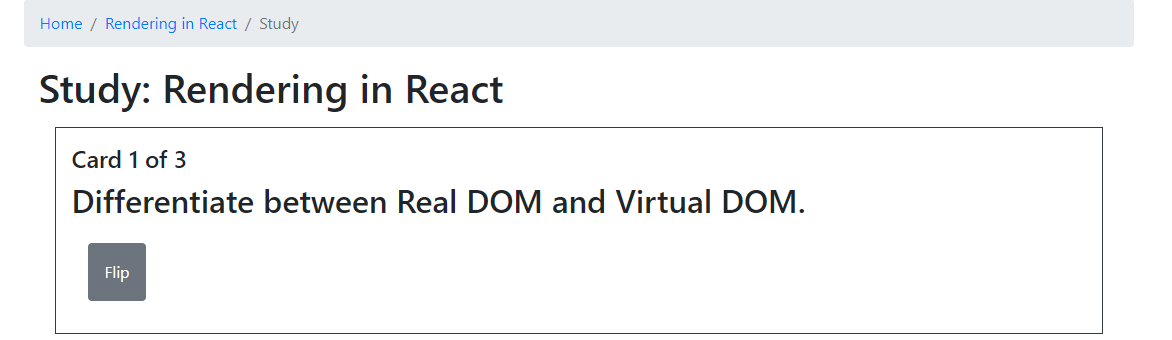 Home / Rendering in React / Study
Study: Rendering in React
Card 1 of 3
Differentiate between Real DOM and Virtual DOM.
Flip